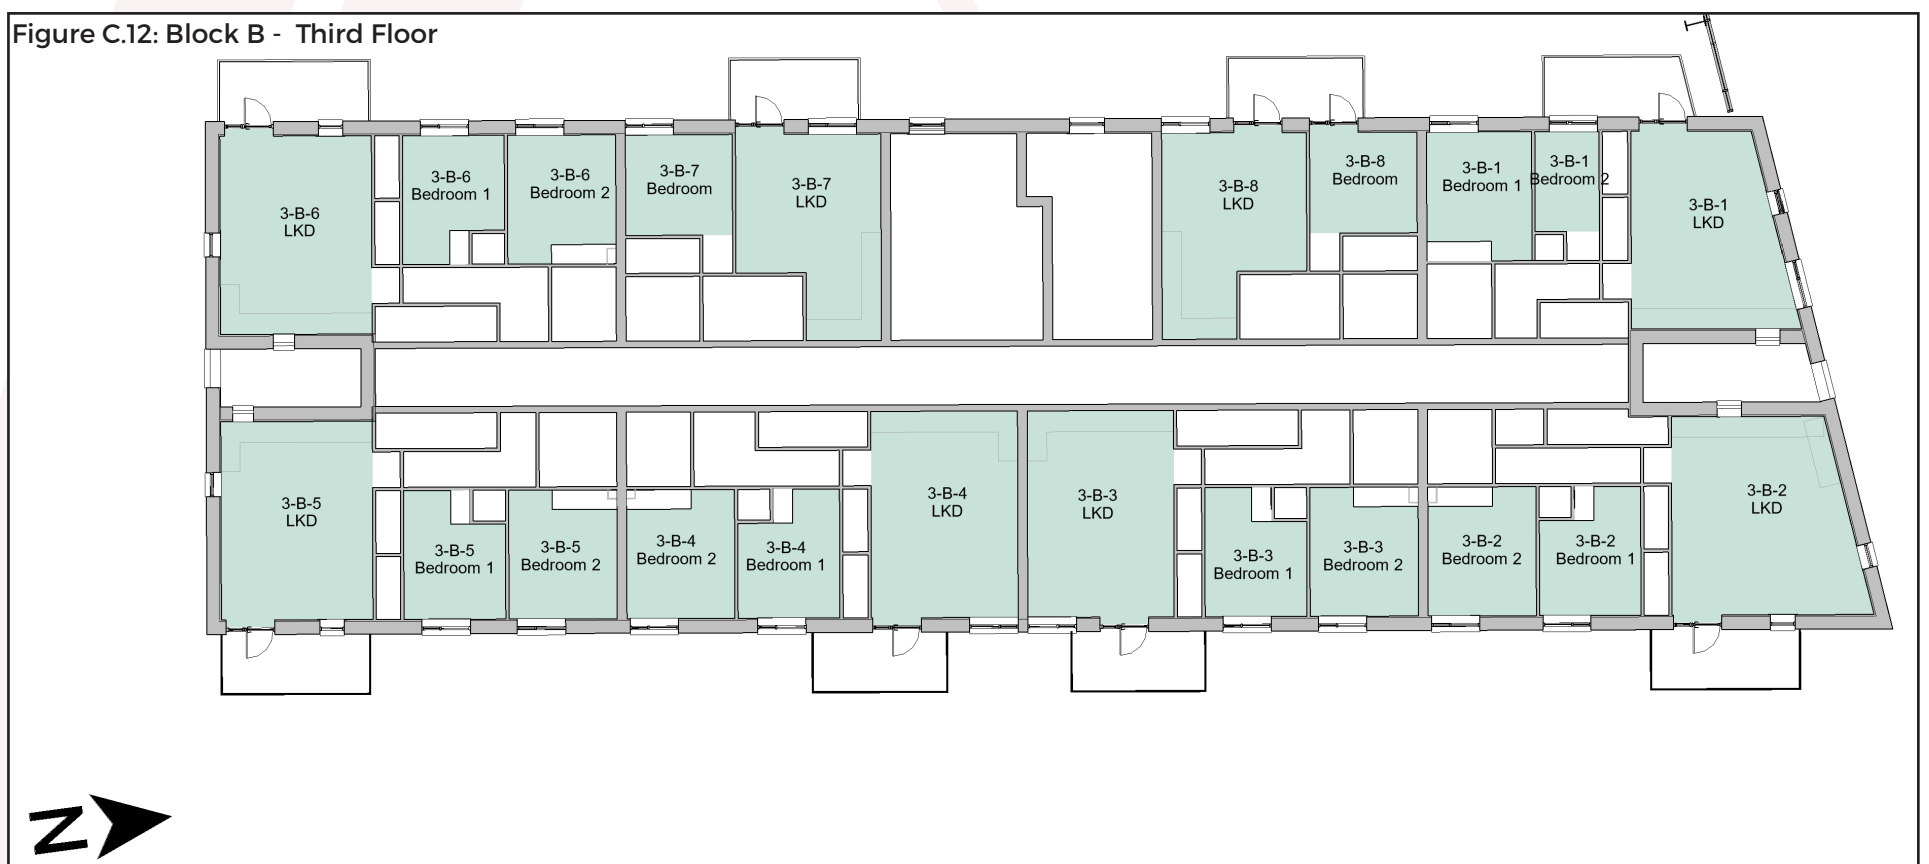 Figure C.12: Block B - Third Floor
3-B-6
LKD
3-B-6
Bedroom 1
3-B-6
Bedroom 2
3-B-7
Bedroom
3-B-7
LKD
3-B-8
LKD
3-B-8
Bedroom
3-B-1
Bedroom 1
3-B-1
Bedroom 2
3-B-1
LKD
3-B-5
LKD
3-B-5
Bedroom 1
3-B-5
Bedroom 2
3-B-4
Bedroom 2
3-B-4
Bedroom 1
3-B-4
LKD
3-B-3
LKD
3-B-3
Bedroom 1
3-B-3
Bedroom 2
3-B-2
Bedroom 2
3-B-2
Bedroom 1
3-B-2
LKD
N